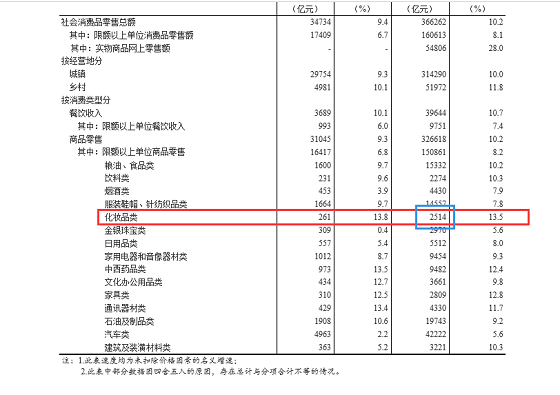 （亿元） （%） （亿元） （%）
社会消费品零售总额 34734 9.4 366262 10.2
其中：限额以上单位消费品零售额 17409 6.7 160613 8.1
其中：实物商品网上零售额 - - 54806 28.0
按经营地分
城镇 29754 9.3 314290 10.0
乡村 4981 10.1 51972 11.8
按消费类型分
餐饮收入 3689 10.1 39644 10.7
其中：限额以上单位餐饮收入 993 6.0 9751 7.4
商品零售 31045 9.3 326618 10.2
其中：限额以上单位商品零售 16417 6.8 150861 8.2
粮油、食品类 1600 9.7 15332 10.2
饮料类 231 9.6 2274 10.3
烟酒类 453 3.9 4430 7.9
服装鞋帽、针纺织品类 1664 9.7 14557 7.8
化妆品类 261 13.8 2514 13.5
金银珠宝类 309 0.4 2970 5.6
日用品类 557 5.4 5512 8.0
家用电器和音像器材类 1012 8.7 9454 9.3
中西药品类 973 13.5 9482 12.4
文化办公用品类 434 12.7 3661 9.8
家具类 310 12.5 2809 12.8
通讯器材类 429 13.4 4330 11.7
石油及制品类 1908 10.6 19743 9.2
汽车类 4963 2.2 42222 5.6
建筑及装潢材料类 363 5.2 3221 10.3
注：1.此表速度均为未扣除价格因素的名义增速；
2.此表中部分数据因四舍五入的原因，存在总计与分项合计不等的情况。